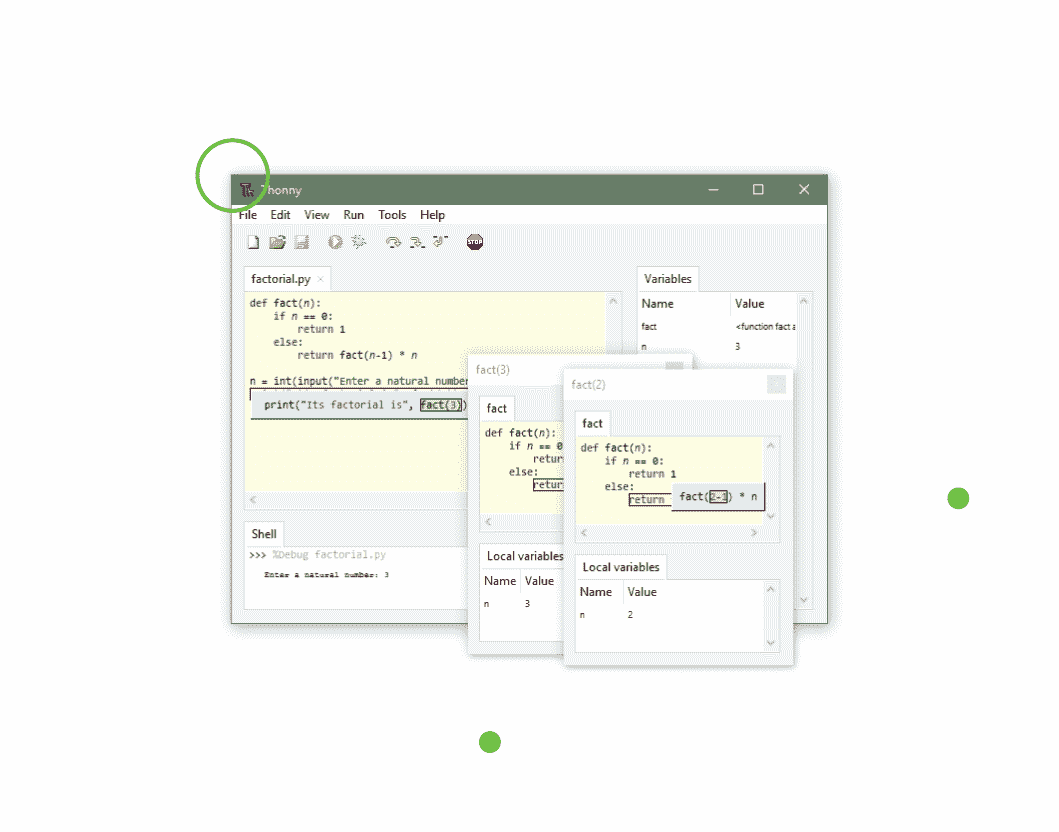 Thonny
File Edit View Run Tools Help
STOP
factorial.py ×
def fact(n):
    if n == 0:
        return 1
    else:
        return fact(n-1) * n
n = int(input("Enter a natural number
print("Its factorial is", fact(3))
Shell
>>> %Debug factorial.py
Enter a natural number: 3
Variables
Name Value
fact <function fact a
n 3
fact(3)
fact
def fact(n):
    if n == 0
        retur
    else:
        retur
Local variables
Name Value
n 3
fact(2)
fact
def fact(n):
    if n == 0:
        return 1
    else:
        return fact(2-1) * n
Local variables
Name Value
n 2